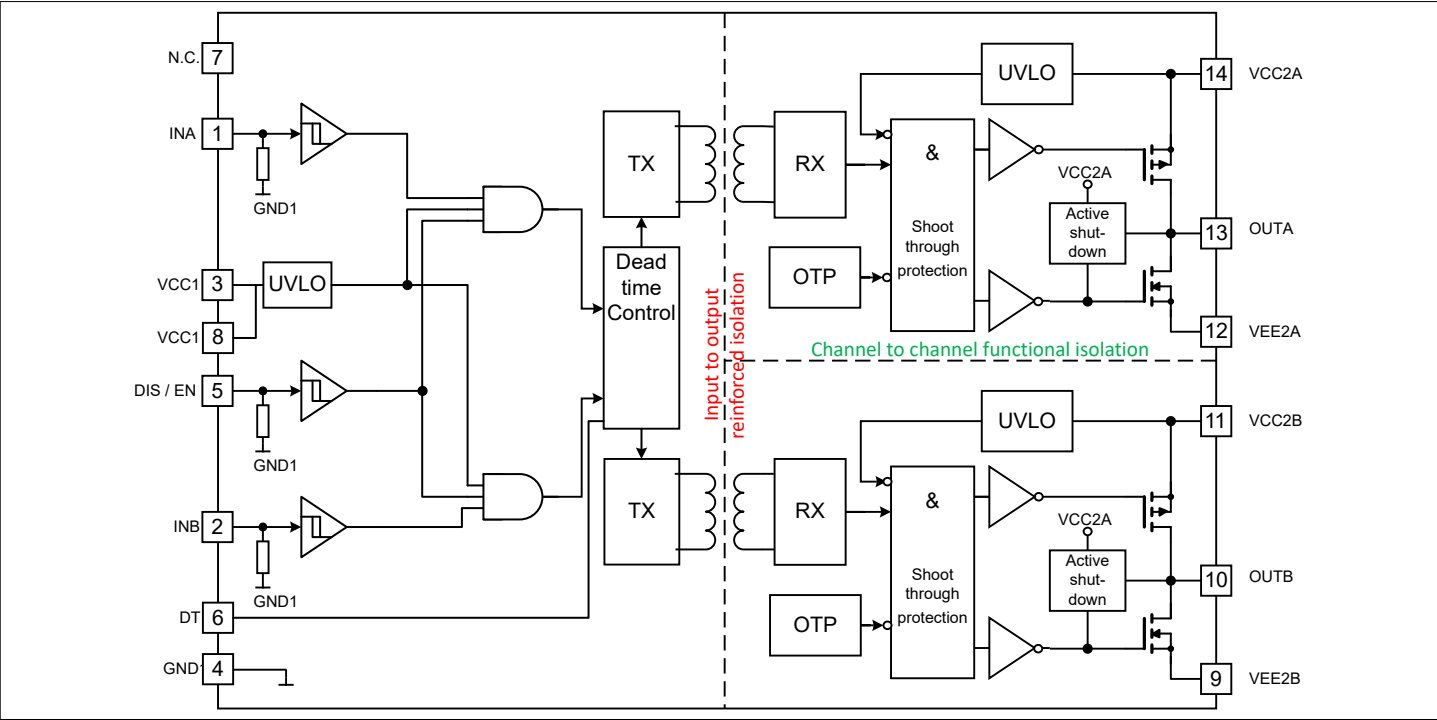 N.C.
7
INA
1
GND1
VCC1
3
UVLO
VCC1
8
DIS / EN
5
GND1
INB
2
GND1
DT
6
GND
4
TX
Dead
time
Control
TX
Input to output
reinforced isolation
UVLO
14
VCC2A
RX
&
Shoot
through
protection
OTP
VCC2A
Active
shut-
down
13
OUTA
12
VEE2A
Channel to channel functional isolation
UVLO
11
VCC2B
RX
&
Shoot
through
protection
OTP
VCC2A
Active
shut-
down
10
OUTB
9
VEE2B